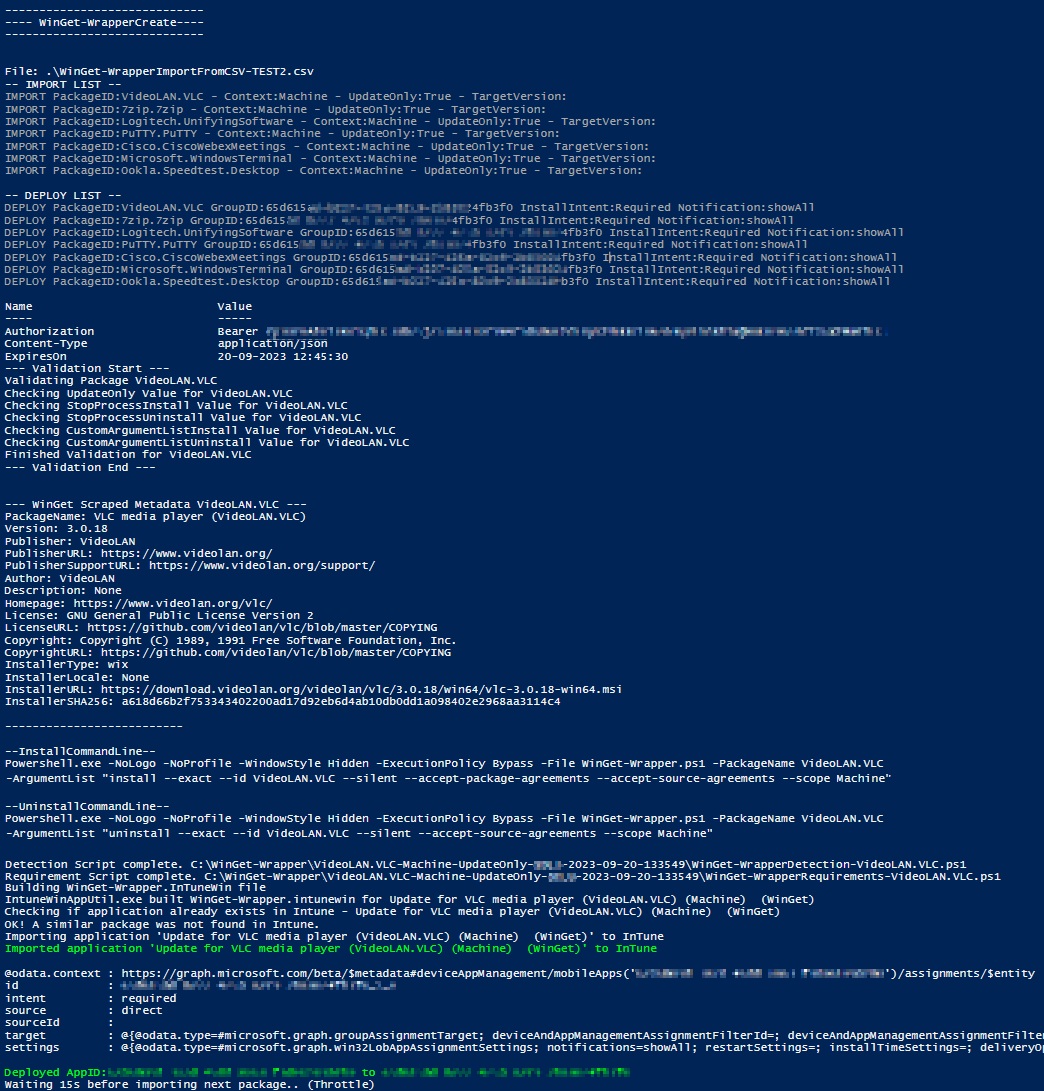 -----------------------------
---- WinGet-WrapperCreate----
-----------------------------
File: .\WinGet-WrapperImportFromCSV-TEST2.csv
-- IMPORT LIST --
IMPORT PackageID:VideoLAN.VLC - Context:Machine - UpdateOnly:True - TargetVersion:
IMPORT PackageID:7zip.7zip - Context:Machine - UpdateOnly:True - TargetVersion:
IMPORT PackageID:Logitech.UnifyingSoftware - Context:Machine - UpdateOnly:True - TargetVersion:
IMPORT PackageID:PuTTY.PuTTY - Context:Machine - UpdateOnly:True - TargetVersion:
IMPORT PackageID:Cisco.CiscoWebexMeetings - Context:Machine - UpdateOnly:True - TargetVersion:
IMPORT PackageID:Microsoft.WindowsTerminal - Context:Machine - UpdateOnly:True - TargetVersion:
IMPORT PackageID:Ookla.Speedtest.Desktop - Context:Machine - UpdateOnly:True - TargetVersion:
-- DEPLOY LIST --
DEPLOY PackageID:VideoLAN.VLC GroupID:65d615 4fb3f0 InstallIntent:Required Notification:showAll
DEPLOY PackageID:7zip.7zip GroupID:65d615 4fb3f0 InstallIntent:Required Notification:showAll
DEPLOY PackageID:Logitech.UnifyingSoftware GroupID:65d615 4fb3f0 InstallIntent:Required Notification:showAll
DEPLOY PackageID:PuTTY.PuTTY GroupID:65d615 4fb3f0 InstallIntent:Required Notification:showAll
DEPLOY PackageID:Cisco.CiscoWebexMeetings GroupID:65d615 fb3f0 InstallIntent:Required Notification:showAll
DEPLOY PackageID:Microsoft.WindowsTerminal GroupID:65d615 fb3f0 InstallIntent:Required Notification:showAll
DEPLOY PackageID:Ookla.Speedtest.Desktop GroupID:65d615 b3f0 InstallIntent:Required Notification:showAll
Name Value
---- -----
Authorization Bearer
Content-Type application/json
ExpiresOn 20-09-2023 12:45:30
--- Validation Start ---
Validating Package VideoLAN.VLC
Checking UpdateOnly Value for VideoLAN.VLC
Checking StopProcessInstall Value for VideoLAN.VLC
Checking StopProcessUninstall Value for VideoLAN.VLC
Checking CustomArgumentListInstall Value for VideoLAN.VLC
Checking CustomArgumentListUninstall Value for VideoLAN.VLC
Finished Validation for VideoLAN.VLC
--- Validation End ---
--- WinGet Scraped Metadata VideoLAN.VLC ---
PackageName: VLC media player (VideoLAN.VLC)
Version: 3.0.18
Publisher: VideoLAN
PublisherURL: https://www.videolan.org/
PublisherSupportURL: https://www.videolan.org/support/
Author: VideoLAN
Description: None
Homepage: https://www.videolan.org/vlc/
License: GNU General Public License Version 2
LicenseURL: https://github.com/videolan/vlc/blob/master/COPYING
Copyright: Copyright (C) 1989, 1991 Free Software Foundation, Inc.
CopyrightURL: https://github.com/videolan/vlc/blob/master/COPYING
InstallerType: wix
InstallerLocale: None
InstallerURL: https://download.videolan.org/videolan/vlc/3.0.18/win64/vlc-3.0.18-win64.msi
InstallerSHA256: a618d66b2f75334340220​0ad17d92eb6d4ab10db0dd1a098402e2968aa3114c4
--------------------------
--InstallCommandLine--
Powershell.exe -NoLogo -NoProfile -WindowStyle Hidden -ExecutionPolicy Bypass -File WinGet-Wrapper.ps1 -PackageName VideoLAN.VLC
-ArgumentList "install --exact --id VideoLAN.VLC --silent --accept-package-agreements --accept-source-agreements --scope Machine"
--UninstallCommandLine--
Powershell.exe -NoLogo -NoProfile -WindowStyle Hidden -ExecutionPolicy Bypass -File WinGet-Wrapper.ps1 -PackageName VideoLAN.VLC
-ArgumentList "uninstall --exact --id VideoLAN.VLC --silent --accept-source-agreements --scope Machine"
Detection Script complete. C:\WinGet-Wrapper\VideoLAN.VLC-Machine-UpdateOnly- -2023-09-20-133549\WinGet-WrapperDetection-VideoLAN.VLC.ps1
Requirement Script complete. C:\WinGet-Wrapper\VideoLAN.VLC-Machine-UpdateOnly- -2023-09-20-133549\WinGet-WrapperRequirements-VideoLAN.VLC.ps1
Building WinGet-Wrapper.InTuneWin file
IntuneWinAppUtil.exe built WinGet-Wrapper.intunewin for Update for VLC media player (VideoLAN.VLC) (Machine)  (WinGet)
Checking if application already exists in Intune - Update for VLC media player (VideoLAN.VLC) (Machine)  (WinGet)
OK! A similar package was not found in Intune.
Importing application 'Update for VLC media player (VideoLAN.VLC) (Machine)  (WinGet)' to InTune
Imported application 'Update for VLC media player (VideoLAN.VLC) (Machine)  (WinGet)' to InTune
@odata.context : https://graph.microsoft.com/beta/$metadata#deviceAppManagement/mobileApps(' ')/assignments/$entity
id :
intent : required
source : direct
sourceId :
target : @{@odata.type=#microsoft.graph.groupAssignmentTarget; deviceAndAppManagementAssignmentFilterId=; deviceAndAppManagementAssignmentFilter
settings : @{@odata.type=#microsoft.graph.win32LobAppAssignmentSettings; notifications=showAll; restartSettings=; installTimeSettings=; deliveryOp
Deployed AppID: to
Waiting 15s before importing next package.. (Throttle)